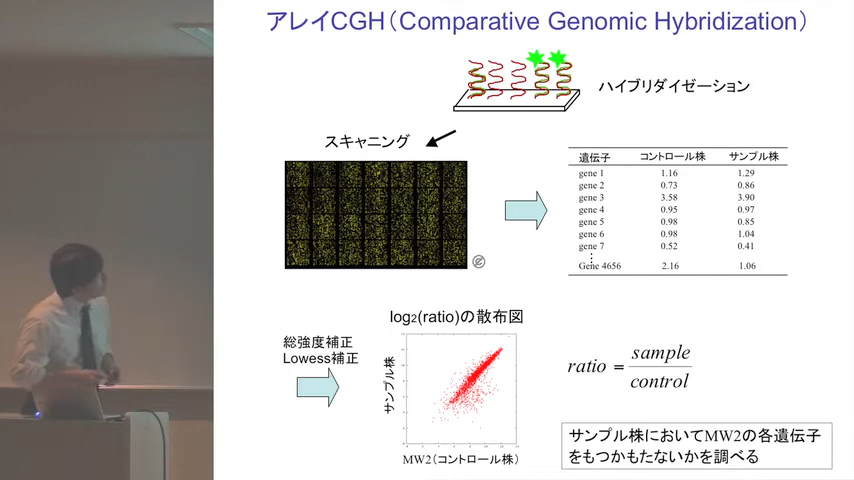 アレイCGH(Comparative Genomic Hybridization)
ハイブリダイゼーション
スキャニング
遺伝子 コントロール株 サンプル株
gene 1 1.16 1.29
gene 2 0.73 0.86
gene 3 3.58 3.90
gene 4 0.95 0.97
gene 5 0.98 0.85
gene 6 0.98 1.04
gene 7 0.52 0.41
⋮
Gene 4656 2.16 1.06
log2(ratio)の散布図
総強度補正
Lowess補正
サンプル株
MW2(コントロール株)
ratio = sample
control
サンプル株においてMW2の各遺伝子
をもつかもたないかを調べる